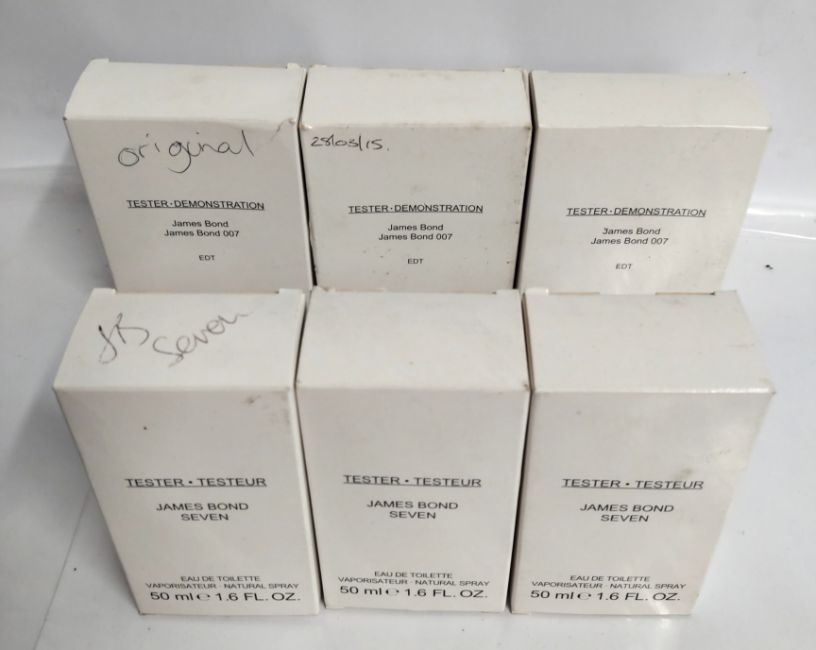 original
TESTER·DEMONSTRATION
James Bond
James Bond 007
EDT
28/03/15.
TESTER·DEMONSTRATION
James Bond
James Bond 007
EDT
TESTER·DEMONSTRATION
James Bond
James Bond 007
EDT
JB
Seven
TESTER • TESTEUR
JAMES BOND
SEVEN
EAU DE TOILETTE
VAPORISATEUR · NATURAL SPRAY
50 ml ℮ 1.6 FL. OZ.
TESTER • TESTEUR
JAMES BOND
SEVEN
EAU DE TOILETTE
VAPORISATEUR · NATURAL SPRAY
50 ml ℮ 1.6 FL. OZ.
TESTER • TESTEUR
JAMES BOND
SEVEN
EAU DE TOILETTE
VAPORISATEUR · NATURAL SPRAY
50 ml ℮ 1.6 FL. OZ.